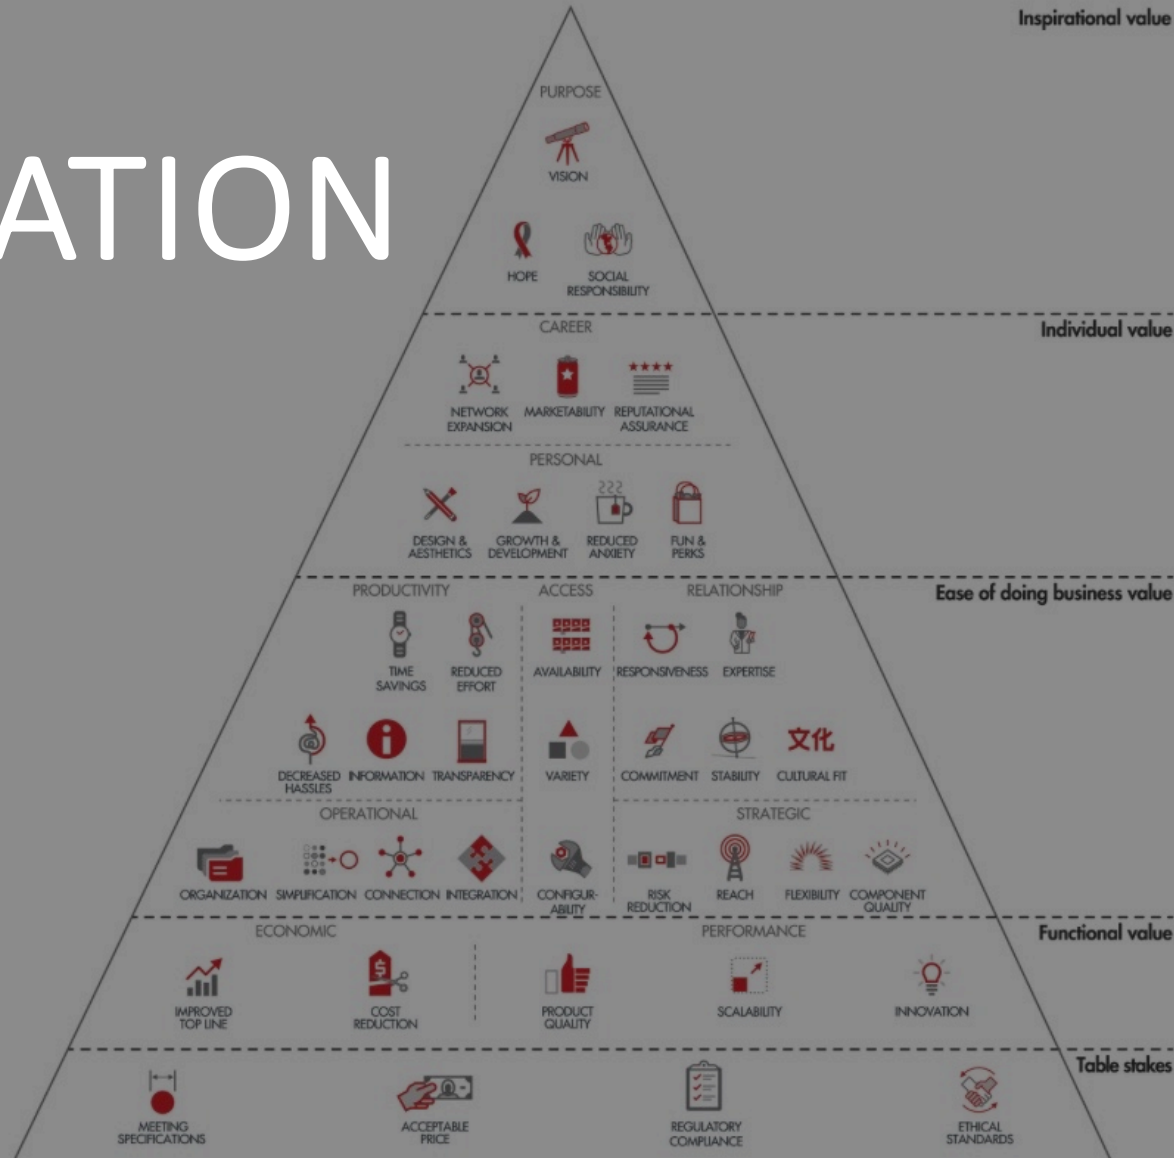 Inspirational value
PURPOSE
VISION
ATION
HOPE
SOCIAL
RESPONSIBILITY
Individual value
CAREER
NETWORK
EXPANSION
MARKETABILITY
REPUTATIONAL
ASSURANCE
PERSONAL
DESIGN &
AESTHETICS
GROWTH &
DEVELOPMENT
REDUCED
ANXIETY
FUN &
PERKS
Ease of doing business value
PRODUCTIVITY
ACCESS
RELATIONSHIP
TIME
SAVINGS
REDUCED
EFFORT
AVAILABILITY
RESPONSIVENESS
EXPERTISE
DECREASED
HASSLES
INFORMATION
TRANSPARENCY
VARIETY
COMMITMENT
STABILITY
文化
CULTURAL FIT
OPERATIONAL
STRATEGIC
ORGANIZATION
SIMPLIFICATION
CONNECTION
INTEGRATION
CONFIGUR-
ABILITY
RISK
REDUCTION
REACH
FLEXIBILITY
COMPONENT
QUALITY
Functional value
ECONOMIC
PERFORMANCE
$
IMPROVED
TOP LINE
COST
REDUCTION
PRODUCT
QUALITY
SCALABILITY
INNOVATION
Table stakes
MEETING
SPECIFICATIONS
ACCEPTABLE
PRICE
REGULATORY
COMPLIANCE
ETHICAL
STANDARDS